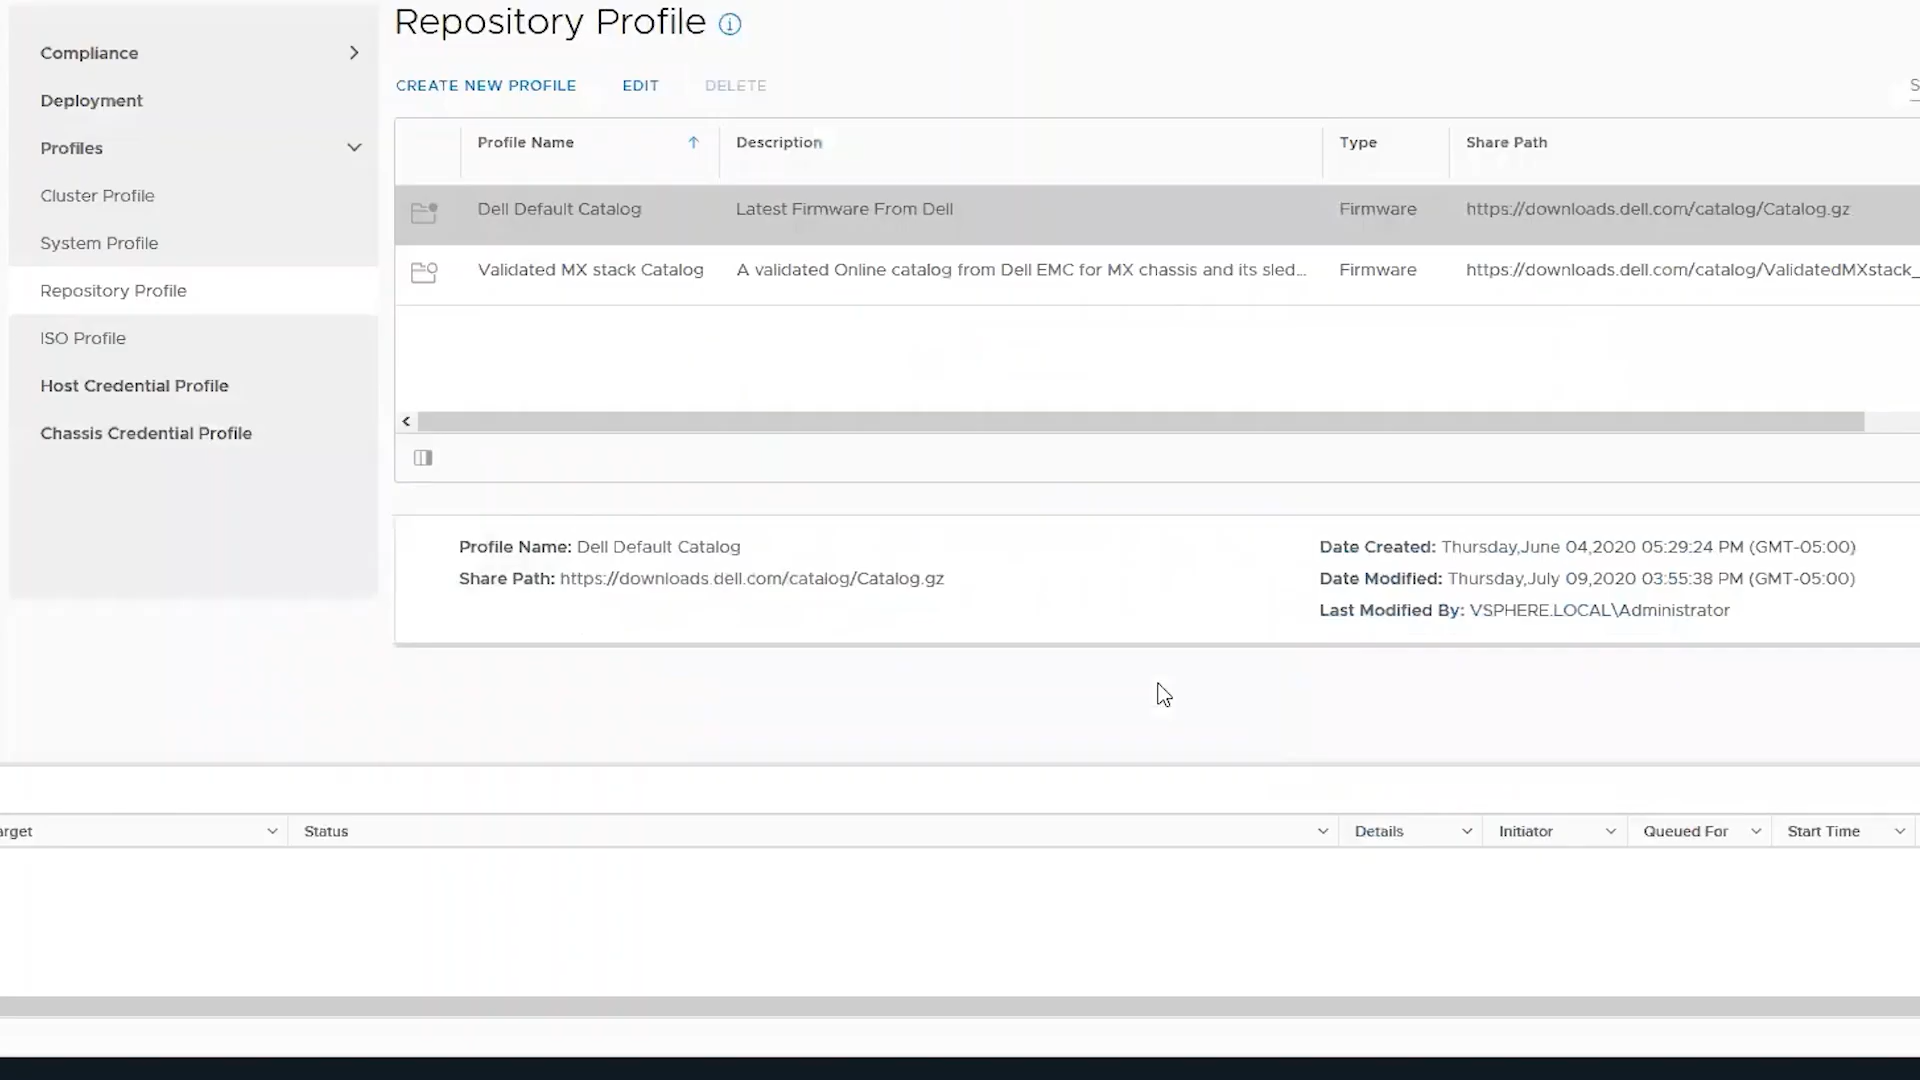 Repository Profile
Compliance
Deployment
Profiles
Cluster Profile
System Profile
Repository Profile
ISO Profile
Host Credential Profile
Chassis Credential Profile
CREATE NEW PROFILE EDIT DELETE
Profile Name Description Type Share Path
Dell Default Catalog Latest Firmware From Dell Firmware https://downloads.dell.com/catalog/Catalog.gz
Validated MX stack Catalog A validated Online catalog from Dell EMC for MX chassis and its sled... Firmware https://downloads.dell.com/catalog/ValidatedMXstack_
Profile Name: Dell Default Catalog
Share Path: https://downloads.dell.com/catalog/Catalog.gz
Date Created: Thursday,June 04,2020 05:29:24 PM (GMT-05:00)
Date Modified: Thursday,July 09,2020 03:55:38 PM (GMT-05:00)
Last Modified By: VSPHERE.LOCAL\Administrator
arget Status Details Initiator Queued For Start Time